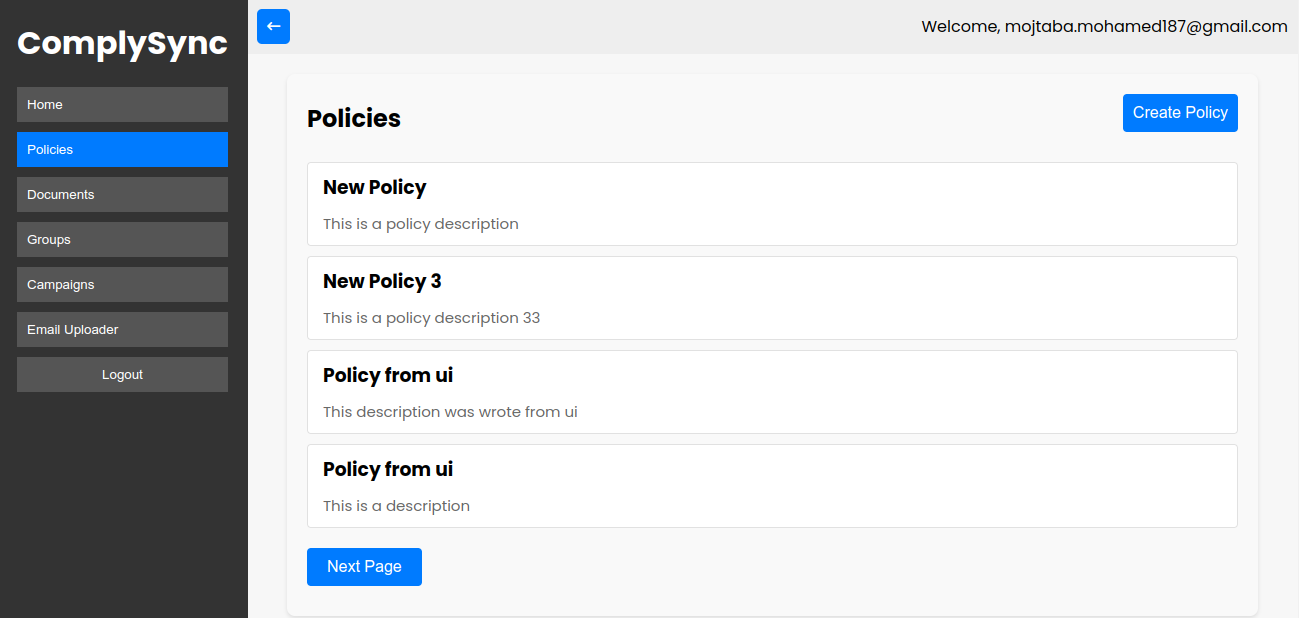 ComplySync
Home
Policies
Documents
Groups
Campaigns
Email Uploader
Logout
←
Welcome, mojtaba.mohamed187@gmail.com
Policies
Create Policy
New Policy
This is a policy description
New Policy 3
This is a policy description 33
Policy from ui
This description was wrote from ui
Policy from ui
This is a description
Next Page